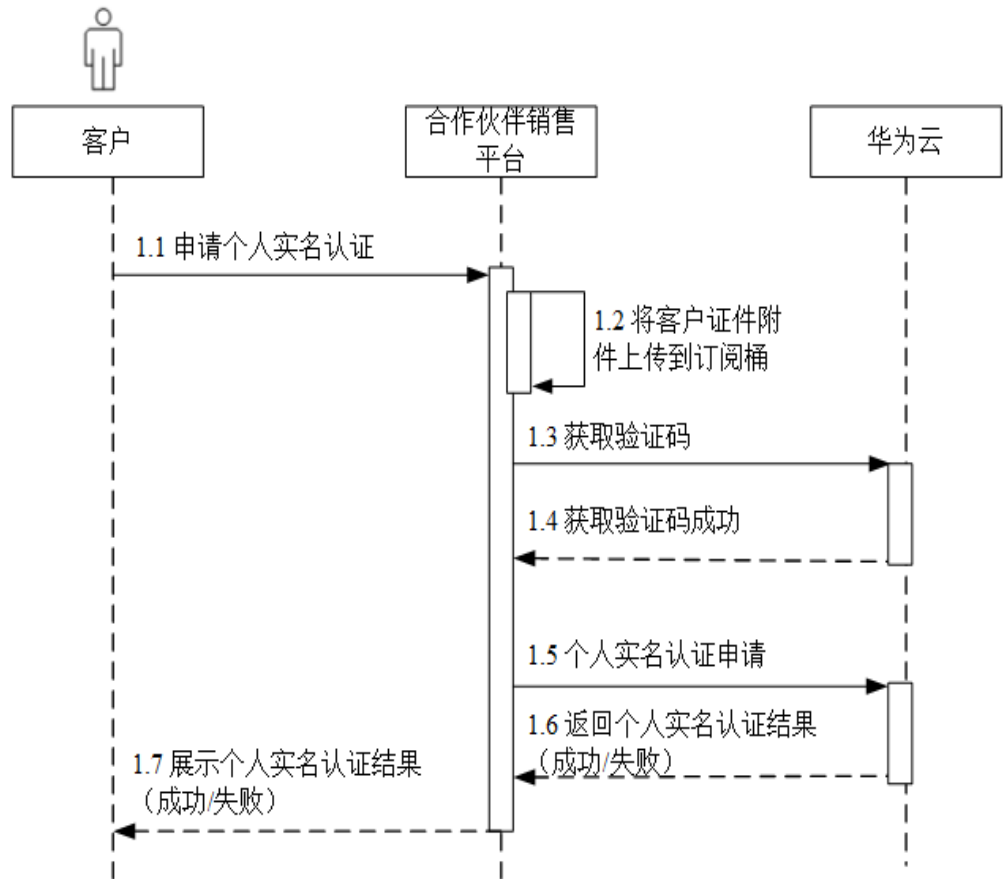 客户
合作伙伴销售
平台
华为云
1.1 申请个人实名认证
1.2 将客户证件附
件上传到订阅桶
1.3 获取验证码
1.4 获取验证码成功
1.5 个人实名认证申请
1.6 返回个人实名认证结果
（成功/失败）
1.7 展示个人实名认证结果
（成功/失败）